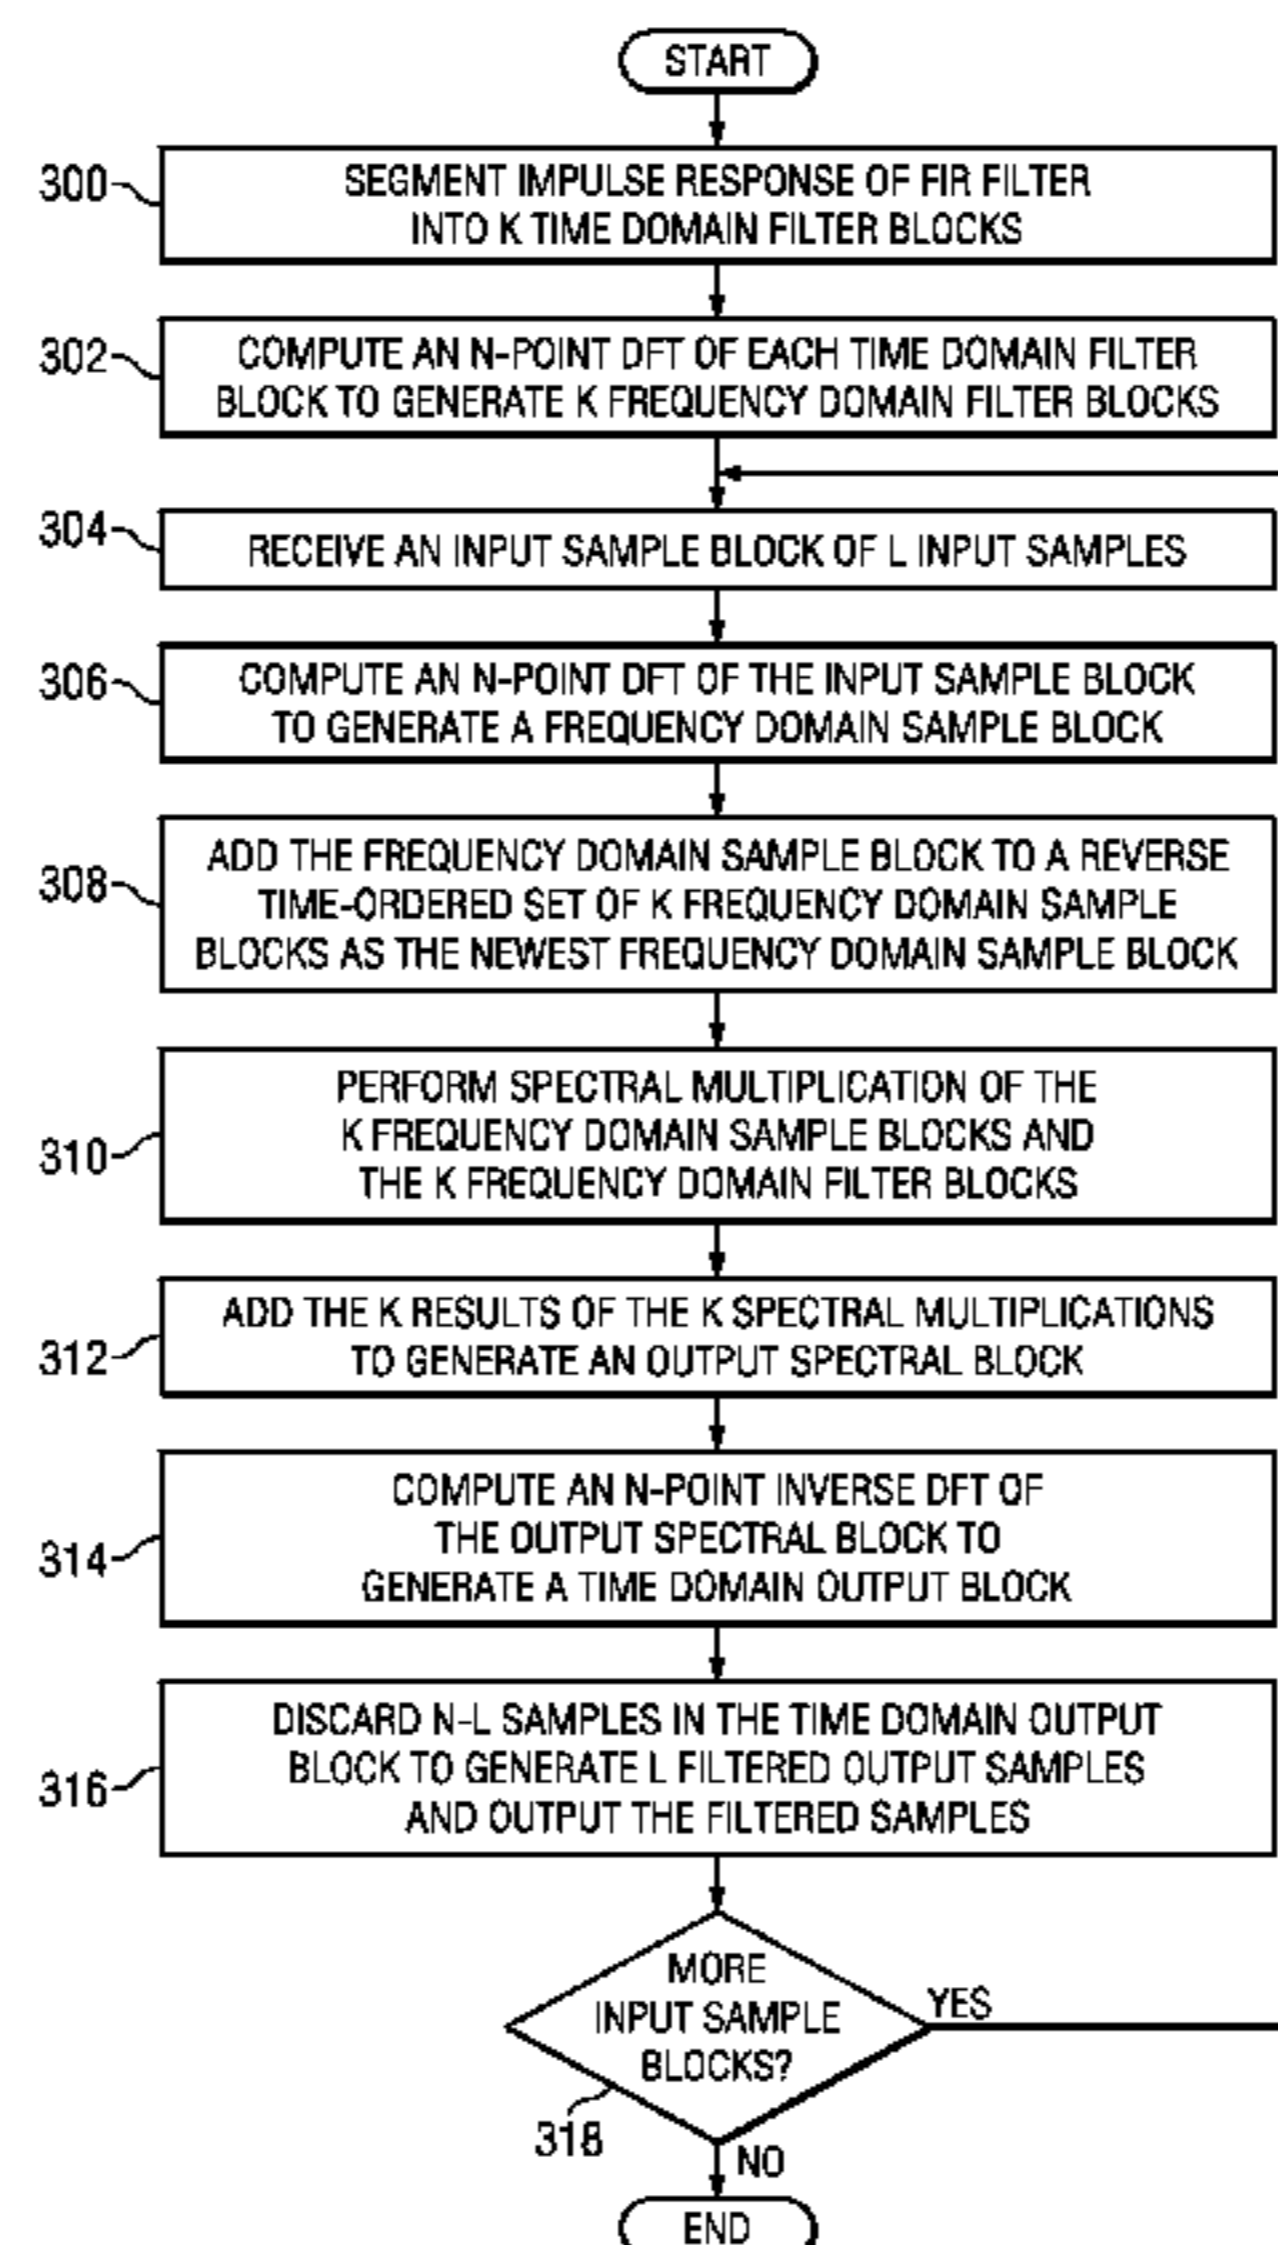 START
300
SEGMENT IMPULSE RESPONSE OF FIR FILTER
INTO K TIME DOMAIN FILTER BLOCKS
302
COMPUTE AN N-POINT DFT OF EACH TIME DOMAIN FILTER
BLOCK TO GENERATE K FREQUENCY DOMAIN FILTER BLOCKS
304
RECEIVE AN INPUT SAMPLE BLOCK OF L INPUT SAMPLES
306
COMPUTE AN N-POINT DFT OF THE INPUT SAMPLE BLOCK
TO GENERATE A FREQUENCY DOMAIN SAMPLE BLOCK
308
ADD THE FREQUENCY DOMAIN SAMPLE BLOCK TO A REVERSE
TIME-ORDERED SET OF K FREQUENCY DOMAIN SAMPLE
BLOCKS AS THE NEWEST FREQUENCY DOMAIN SAMPLE BLOCK
310
PERFORM SPECTRAL MULTIPLICATION OF THE
K FREQUENCY DOMAIN SAMPLE BLOCKS AND
THE K FREQUENCY DOMAIN FILTER BLOCKS
312
ADD THE K RESULTS OF THE K SPECTRAL MULTIPLICATIONS
TO GENERATE AN OUTPUT SPECTRAL BLOCK
314
COMPUTE AN N-POINT INVERSE DFT OF
THE OUTPUT SPECTRAL BLOCK TO
GENERATE A TIME DOMAIN OUTPUT BLOCK
316
DISCARD N-L SAMPLES IN THE TIME DOMAIN OUTPUT
BLOCK TO GENERATE L FILTERED OUTPUT SAMPLES
AND OUTPUT THE FILTERED SAMPLES
MORE
INPUT SAMPLE
BLOCKS?
YES
318
NO
END